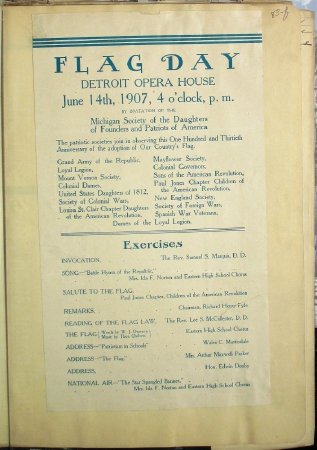 FLAG DAY
DETROIT OPERA HOUSE
June 14th, 1907, 4 o'clock, p. m.
BY INVITATION OF THE
Michigan Society of the Daughters
of Founders and Patriots of America
The patriotic societies join in observing this One Hundred and Thirtieth
Anniversary of the adoption of Our Country's Flag.
Grand Army of the Republic,
Loyal Legion,
Mount Vernon Society,
Colonial Dames,
United States Daughters of 1812,
Society of Colonial Wars,
Louisa St. Clair Chapter Daughters
of the American Revolution,
Mayflower Society,
Colonial Governors,
Sons of the American Revolution,
Paul Jones Chapter Children of
the American Revolution,
New England Society,
Society of Foreign Wars,
Spanish War Veterans,
Dames of the Loyal Legion.
Exercises
INVOCATION, The Rev. Samuel S. Marquis, D. D.
SONG—"Battle Hymn of the Republic,"
Mrs. Ida F. Norton and Eastern High School Chorus
SALUTE TO THE FLAG,
Paul Jones Chapter, Children of the American Revolution
REMARKS, Chairman, Richard Henry Fyfe
READING OF THE FLAG LAW, The Rev. Lee S. McCollester, D. D.
THE FLAG Words by
Music by Eastern High School Chorus
ADDRESS—"Patriotism in Schools" Wales C. Martindale
ADDRESS—"The Flag" Mrs. Arthur Maxwell Parker
ADDRESS, Hon. Edwin Denby
NATIONAL AIR—"The Star Spangled Banner,"
Mrs. Ida F. Norton and Eastern High School Chorus